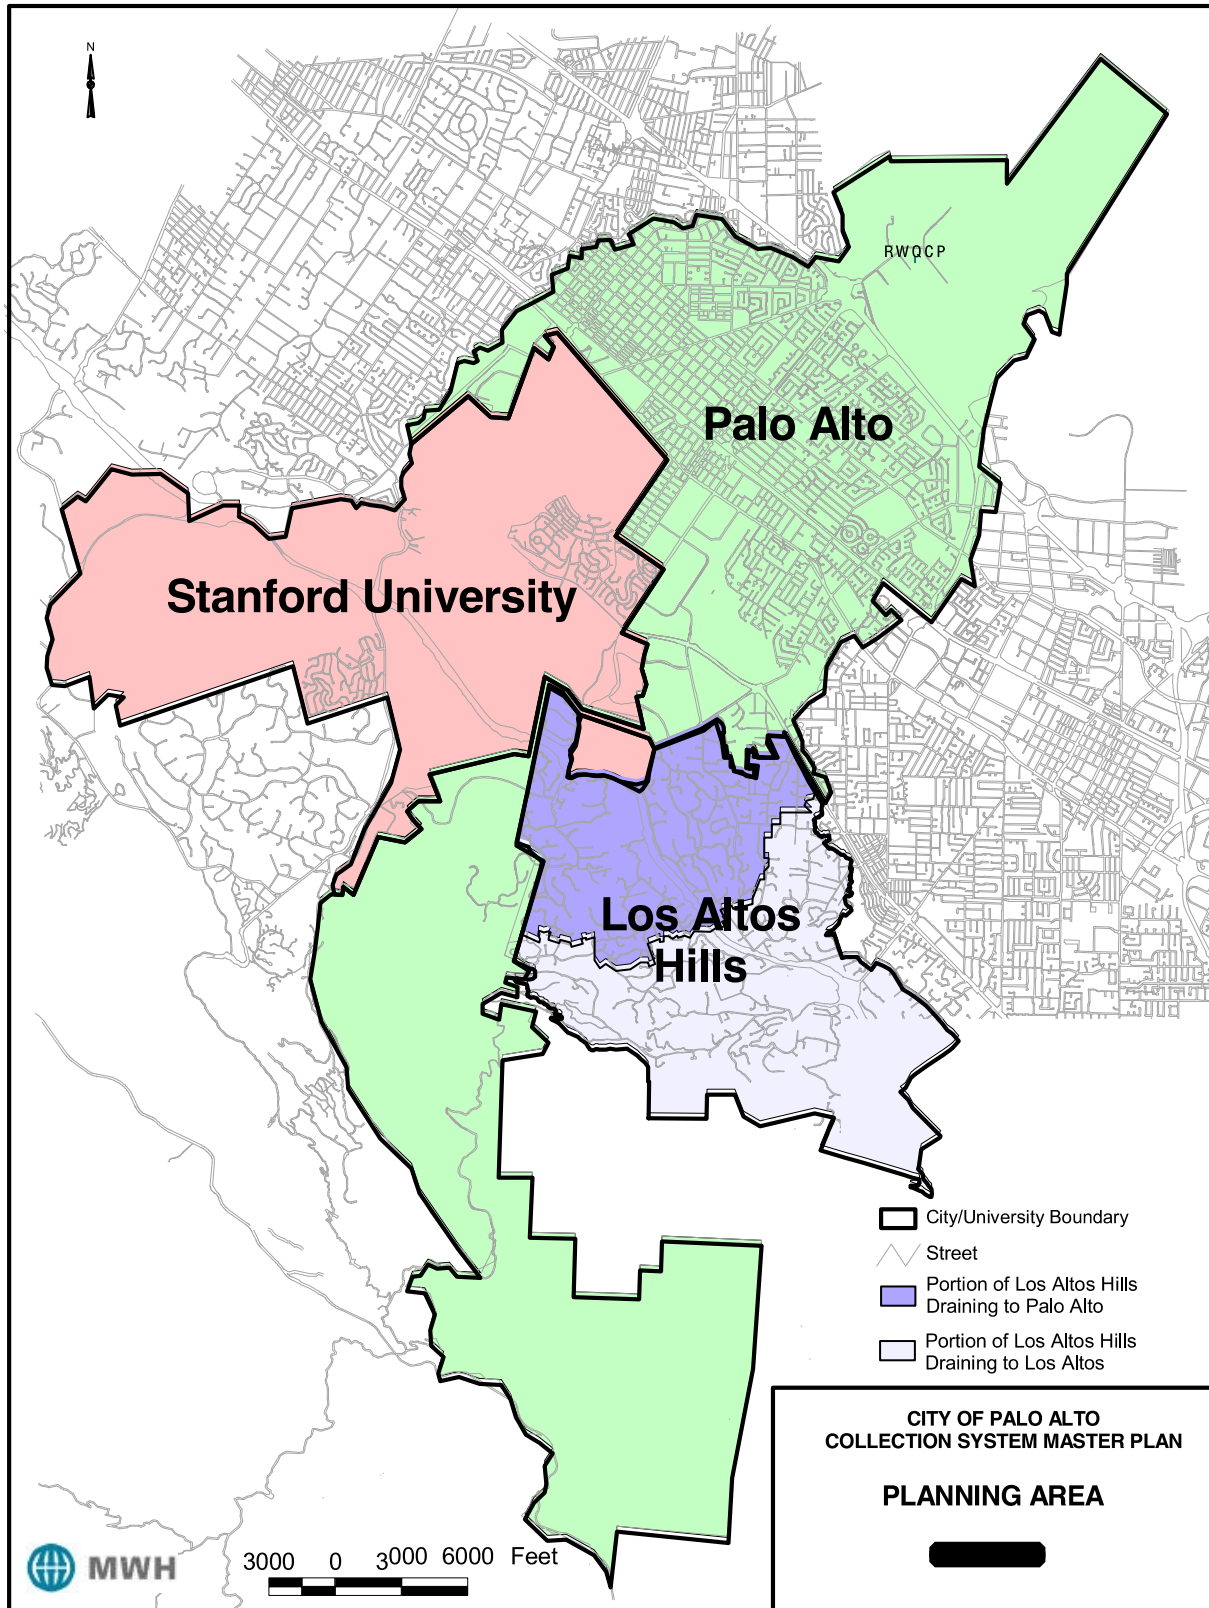 N
RWQCP
Palo Alto
Stanford University
Los Altos
Hills
City/University Boundary
Street
Portion of Los Altos Hills
Draining to Palo Alto
Portion of Los Altos Hills
Draining to Los Altos
CITY OF PALO ALTO
COLLECTION SYSTEM MASTER PLAN
PLANNING AREA
MWH
3000 0 3000 6000 Feet